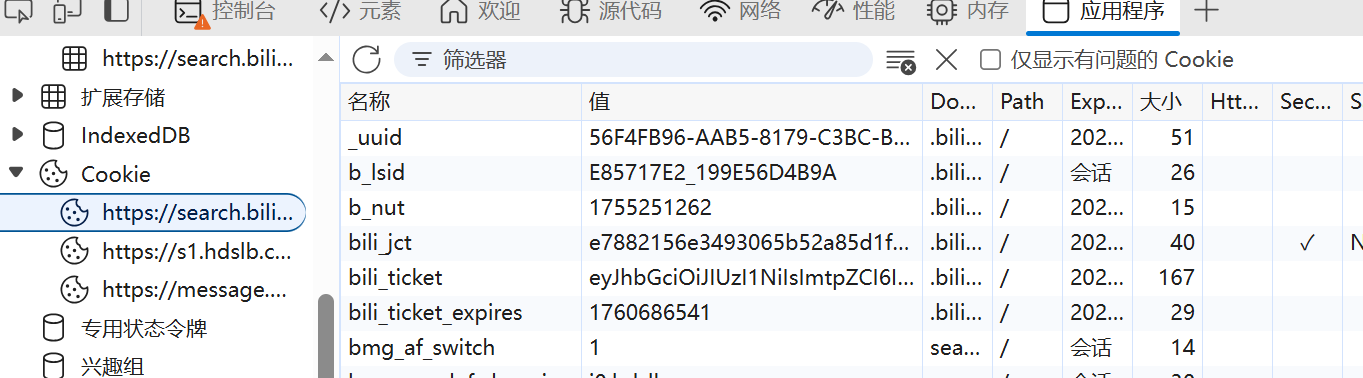 控制台 元素 欢迎 源代码 网络 性能 内存 应用程序
https://search.bili...
筛选器 仅显示有问题的 Cookie
扩展存储
IndexedDB
Cookie
https://search.bili...
https://s1.hdslb.c...
https://message....
专用状态令牌
兴趣组
名称 值 Do... Path Exp... 大小 Htt... Sec... S
_uuid 56F4FB96-AAB5-8179-C3BC-B... .bili... / 202... 51
b_lsid E85717E2_199E56D4B9A .bili... / 会话 26
b_nut 1755251262 .bili... / 202... 15
bili_jct e7882156e3493065b52a85d1f... .bili... / 202... 40 ✓ N
bili_ticket eyJhbGciOiJIUzI1NiIsImtpZCI6I... .bili... / 202... 167
bili_ticket_expires 1760686541 .bili... / 202... 29
bmg_af_switch 1 sea... / 会话 14